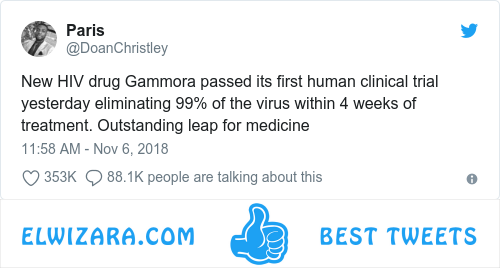 Paris
@DoanChristley
New HIV drug Gammora passed its first human clinical trial
yesterday eliminating 99% of the virus within 4 weeks of
treatment. Outstanding leap for medicine
11:58 AM - Nov 6, 2018
353K 88.1K people are talking about this
ELWIZARA.COM BEST TWEETS